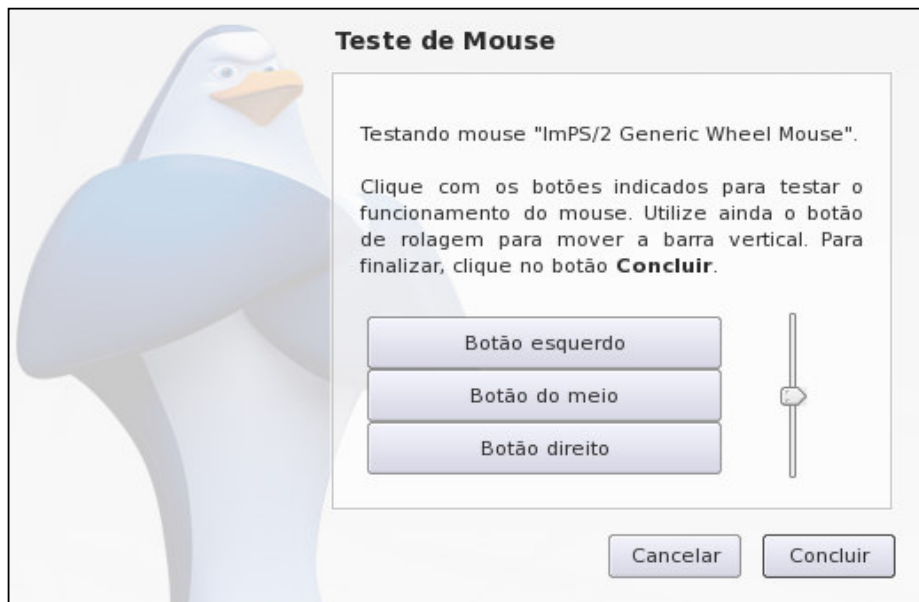 Teste de Mouse
Testando mouse "ImPS/2 Generic Wheel Mouse".
Clique com os botões indicados para testar o
funcionamento do mouse. Utilize ainda o botão
de rolagem para mover a barra vertical. Para
finalizar, clique no botão Concluir.
Botão esquerdo
Botão do meio
Botão direito
Cancelar
Concluir